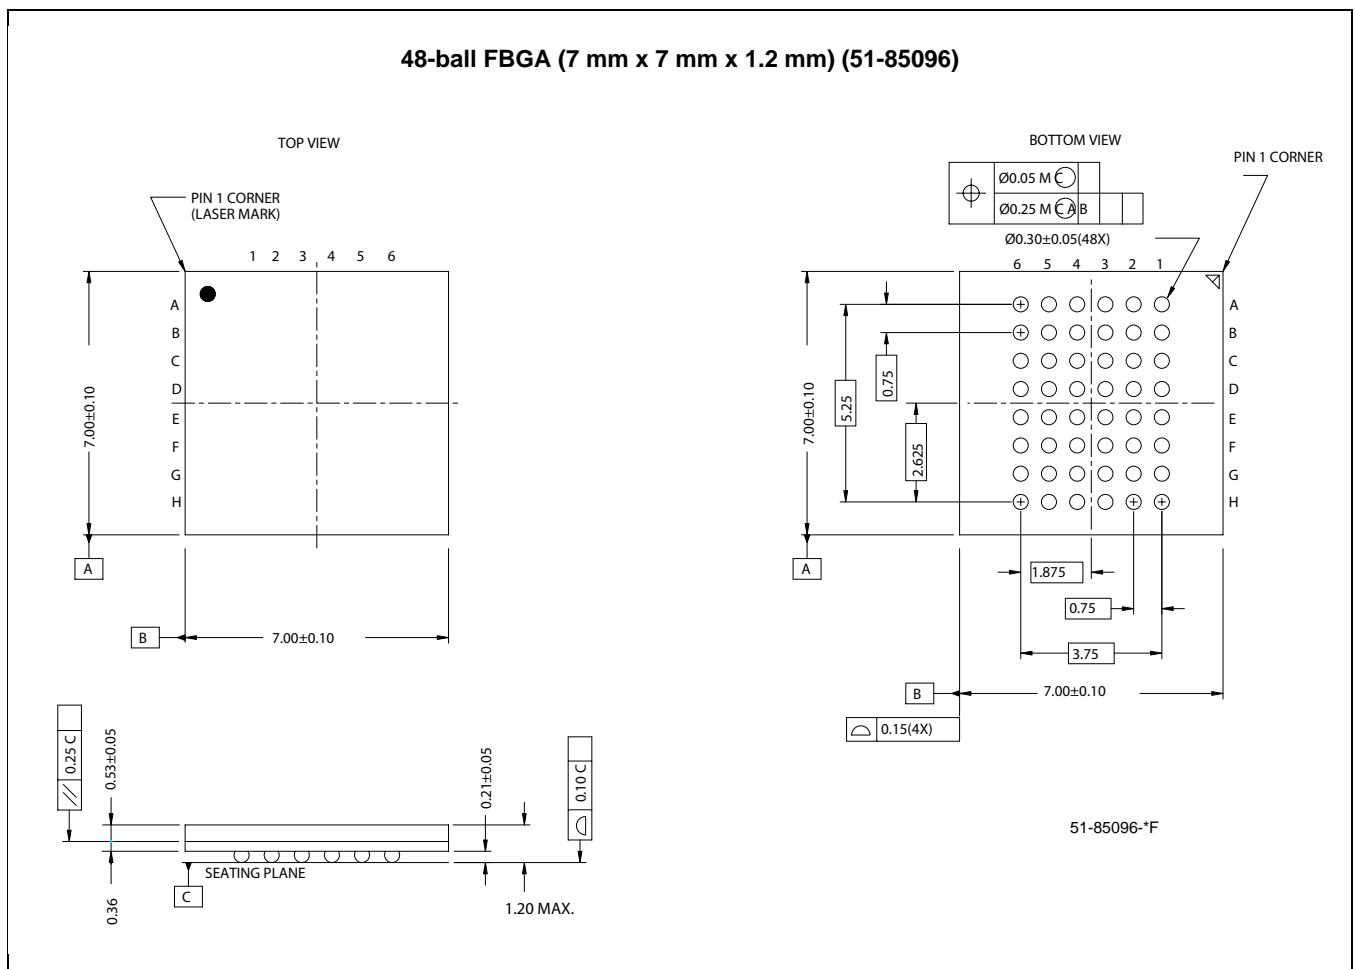 48-ball FBGA (7 mm x 7 mm x 1.2 mm) (51-85096)
TOP VIEW
PIN 1 CORNER
(LASER MARK)
1 2 3 4 5 6
A
B
C
D
E
F
G
H
7.00±0.10
A
B
7.00±0.10
BOTTOM VIEW
PIN 1 CORNER
Ø0.05 M C
Ø0.25 M C A B
Ø0.30±0.05(48X)
6 5 4 3 2 1
A
B
C
D
E
F
G
H
7.00±0.10
5.25
0.75
2.625
A
1.875
0.75
3.75
B
7.00±0.10
0.15(4X)
0.25 C
0.53±0.05
0.21±0.05
0.10 C
SEATING PLANE
C
0.36
1.20 MAX.
51-85096-*F